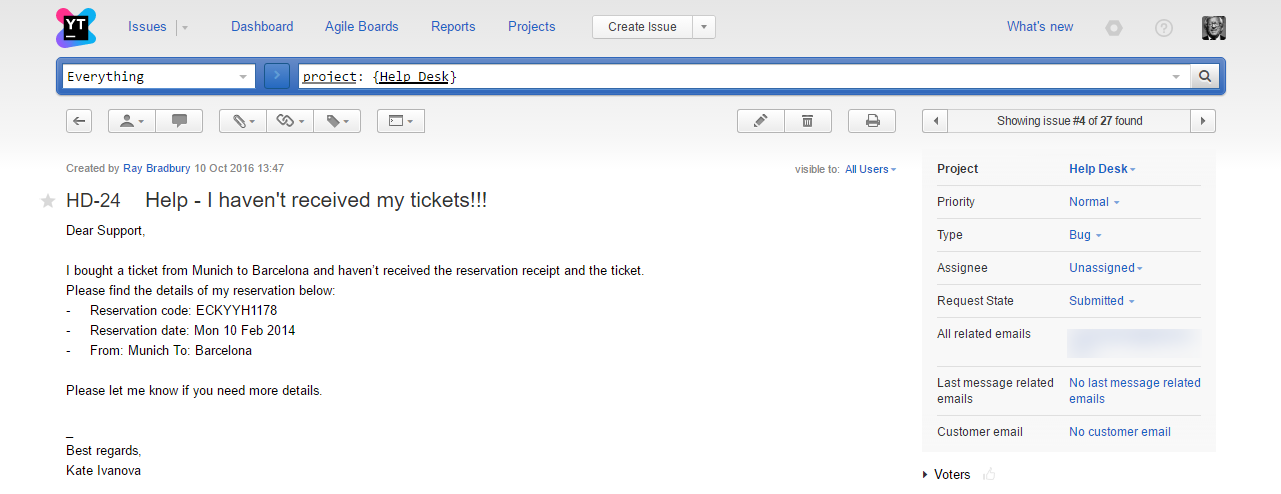 YT Issues Dashboard Agile Boards Reports Projects Create Issue What's new
Everything project: {Help Desk}
Showing issue #4 of 27 found
Created by Ray Bradbury 10 Oct 2016 13:47 visible to: All Users
HD-24 Help - I haven't received my tickets!!!
Dear Support,
I bought a ticket from Munich to Barcelona and haven’t received the reservation receipt and the ticket.
Please find the details of my reservation below:
- Reservation code: ECKYYH1178
- Reservation date: Mon 10 Feb 2014
- From: Munich To: Barcelona
Please let me know if you need more details.
_
Best regards,
Kate Ivanova
Project Help Desk
Priority Normal
Type Bug
Assignee Unassigned
Request State Submitted
All related emails
Last message related emails No last message related emails
Customer email No customer email
Voters